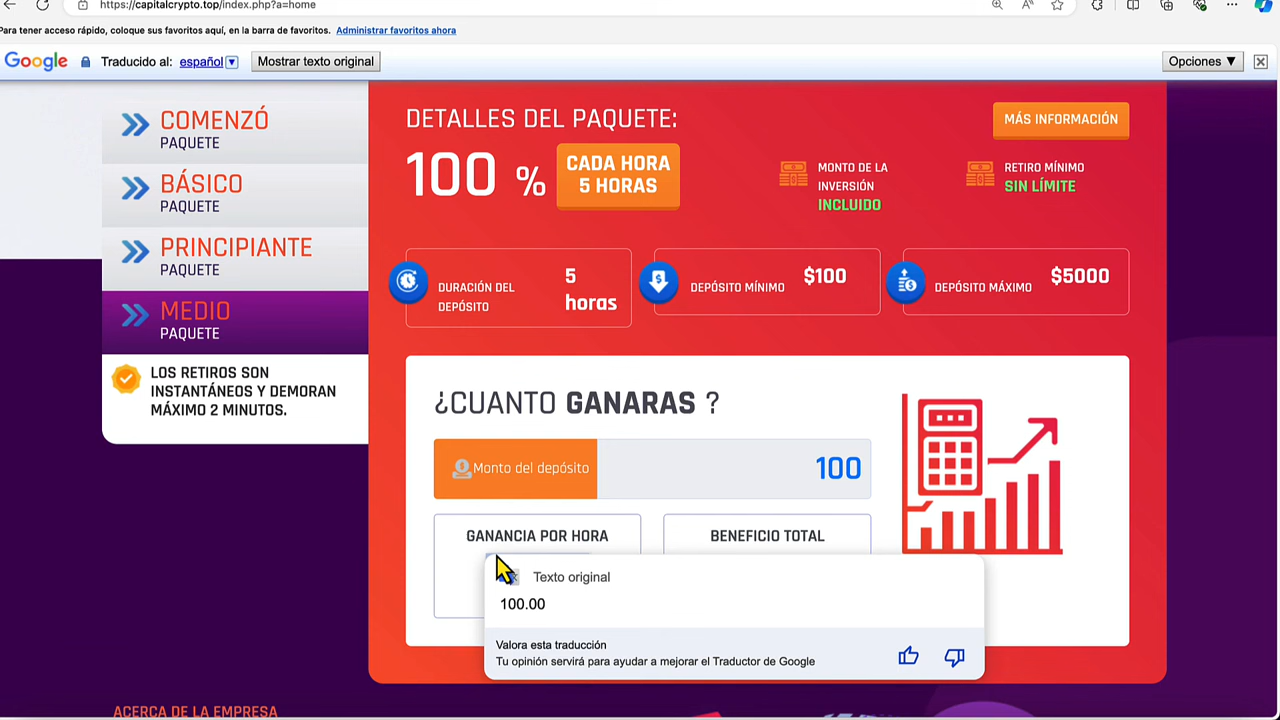 https://capitalcrypto.top/index.php?a=home
Para tener acceso rápido, coloque sus favoritos aquí, en la barra de favoritos. Administrar favoritos ahora
Google Traducido al: español Mostrar texto original Opciones ▼
COMENZÓ
PAQUETE
BÁSICO
PAQUETE
PRINCIPIANTE
PAQUETE
MEDIO
PAQUETE
LOS RETIROS SON
INSTANTÁNEOS Y DEMORAN
MÁXIMO 2 MINUTOS.
DETALLES DEL PAQUETE:
MÁS INFORMACIÓN
100 %
CADA HORA
5 HORAS
MONTO DE LA
INVERSIÓN
INCLUIDO
RETIRO MÍNIMO
SIN LÍMITE
DURACIÓN DEL
DEPÓSITO
5
horas
DEPÓSITO MÍNIMO
$100
DEPÓSITO MÁXIMO
$5000
¿CUANTO GANARAS ?
Monto del depósito
100
GANANCIA POR HORA
BENEFICIO TOTAL
Texto original
100.00
Valora esta traducción
Tu opinión servirá para ayudar a mejorar el Traductor de Google
ACERCA DE LA EMPRESA